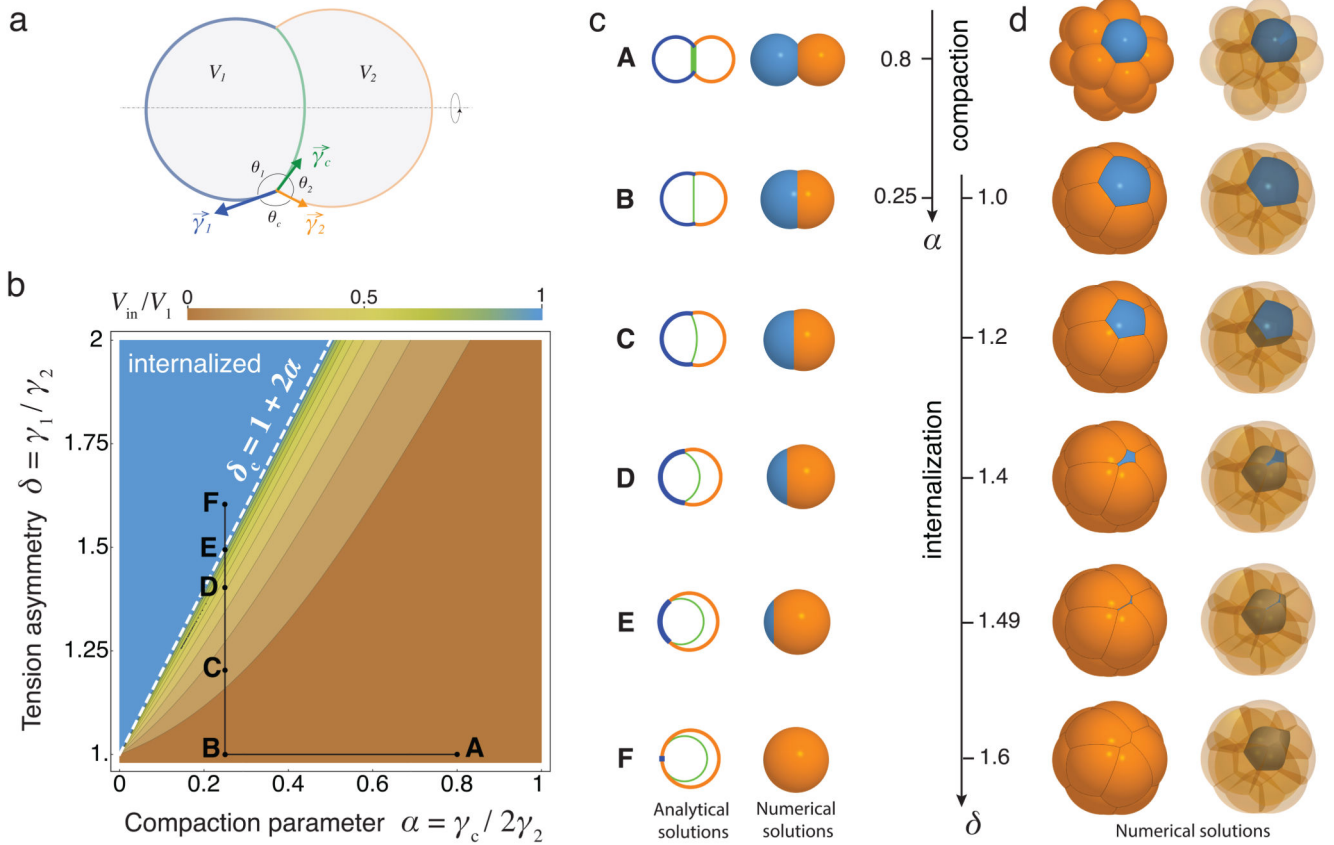 a
V₁
V₂
θ₁
θ₂
θc
γ⃗c
γ⃗₁
γ⃗₂
b
Vin/V₁
0
0.5
1
internalized
δc = 1 + 2α
Tension asymmetry δ = γ₁ / γ₂
2
1.75
1.5
1.25
1.
F
E
D
C
B
A
0
0.2
0.4
0.6
0.8
1
Compaction parameter α = γc / 2γ₂
c
A
B
C
D
E
F
Analytical
solutions
Numerical
solutions
0.8
0.25
α
compaction
1.0
1.2
1.4
1.49
1.6
δ
internalization
d
Numerical solutions